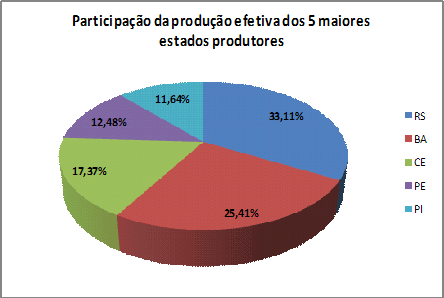 Participação da produção efetiva dos 5 maiores
estados produtores
11,64%
33,11%
12,48%
17,37%
25,41%
RS
BA
CE
PE
PI